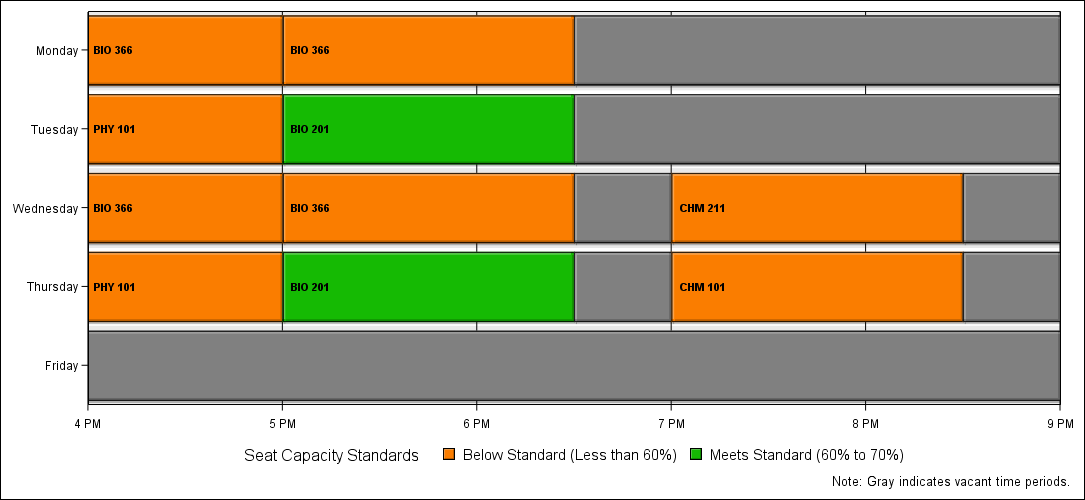 Monday BIO 366 BIO 366
Tuesday PHY 101 BIO 201
Wednesday BIO 366 BIO 366 CHM 211
Thursday PHY 101 BIO 201 CHM 101
Friday
4 PM 5 PM 6 PM 7 PM 8 PM 9 PM
Seat Capacity Standards Below Standard (Less than 60%) Meets Standard (60% to 70%)
Note: Gray indicates vacant time periods.